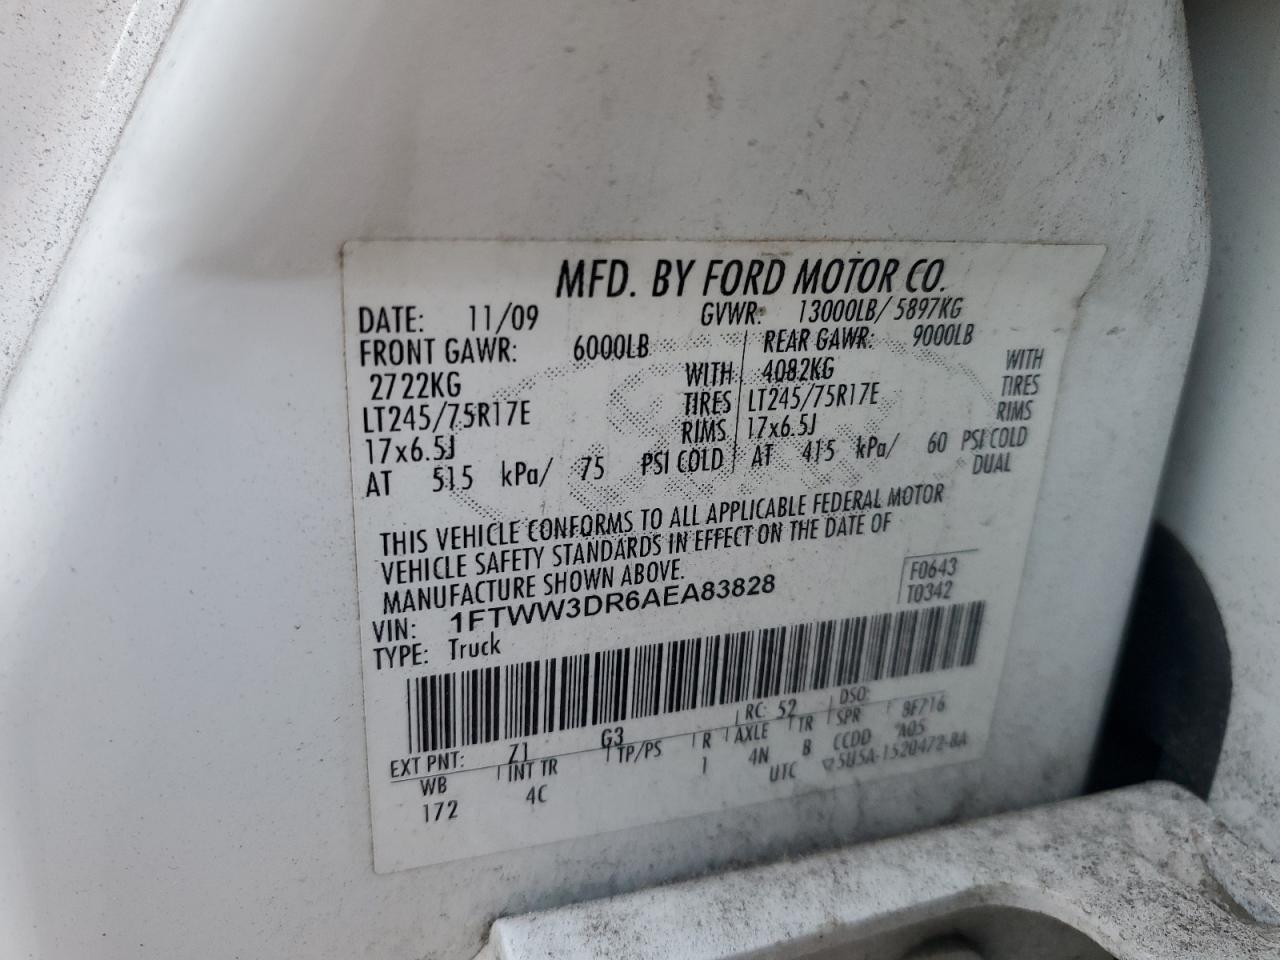 MFD. BY FORD MOTOR CO.
DATE: 11/09 GVWR: 13000LB/ 5897KG
FRONT GAWR: 6000LB REAR GAWR: 9000LB
2722KG WITH 4082KG WITH
LT245/75R17E TIRES LT245/75R17E TIRES
17x6.5J RIMS 17x6.5J RIMS
AT 515 kPa/ 75 PSI COLD AT 415 kPa/ 60 PSI COLD
DUAL
THIS VEHICLE CONFORMS TO ALL APPLICABLE FEDERAL MOTOR
VEHICLE SAFETY STANDARDS IN EFFECT ON THE DATE OF
MANUFACTURE SHOWN ABOVE.
VIN: 1FTWW3DR6AEA83828
TYPE: Truck
F0643
T0342
EXT PNT: Z1 G3 RC: 52 DSO:
WB INT TR TP/PS R AXLE TR SPR 8F716
172 4C 1 4N B CCDD A05
UTC 5U5A-1520472-BA